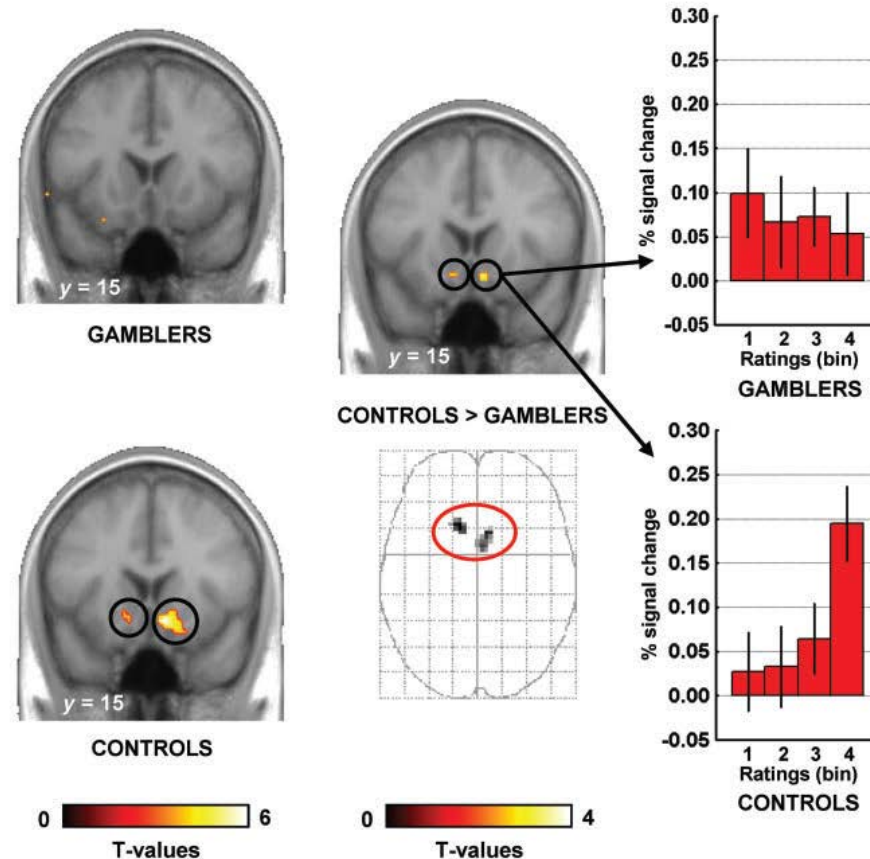 y = 15
GAMBLERS
y = 15
CONTROLS > GAMBLERS
0.30
0.25
0.20
0.15
0.10
0.05
0.00
-0.05
% signal change
1 2 3 4
Ratings (bin)
GAMBLERS
y = 15
CONTROLS
0.30
0.25
0.20
0.15
0.10
0.05
0.00
-0.05
% signal change
1 2 3 4
Ratings (bin)
CONTROLS
0 6
T-values
0 4
T-values